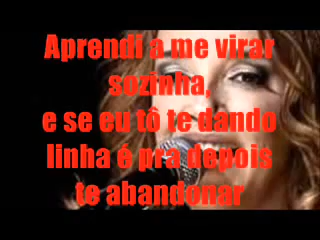 Aprendi a me virar
sozinha,
e se eu tô te dando
linha é pra depois
te abandonar